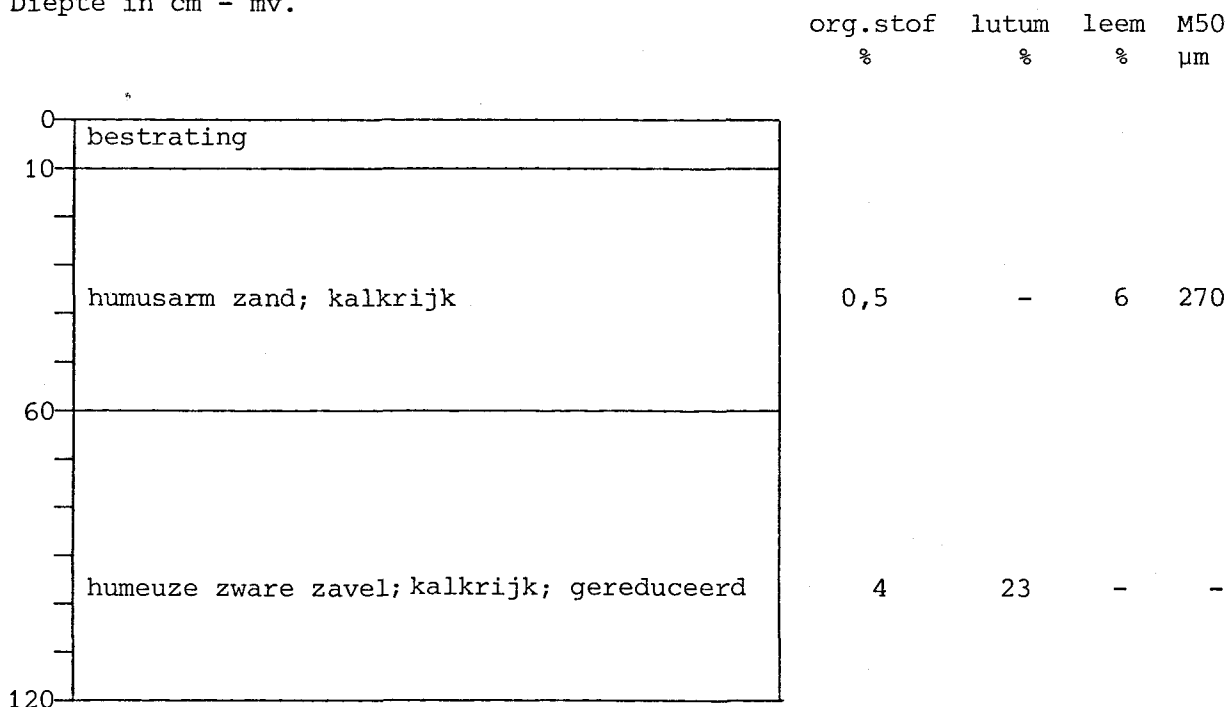 Diepte in cm - mv.
org.stof lutum leem M50
% % % µm
0
bestrating
10
humusarm zand; kalkrijk 0,5 - 6 270
60
humeuze zware zavel; kalkrijk; gereduceerd 4 23 - -
120